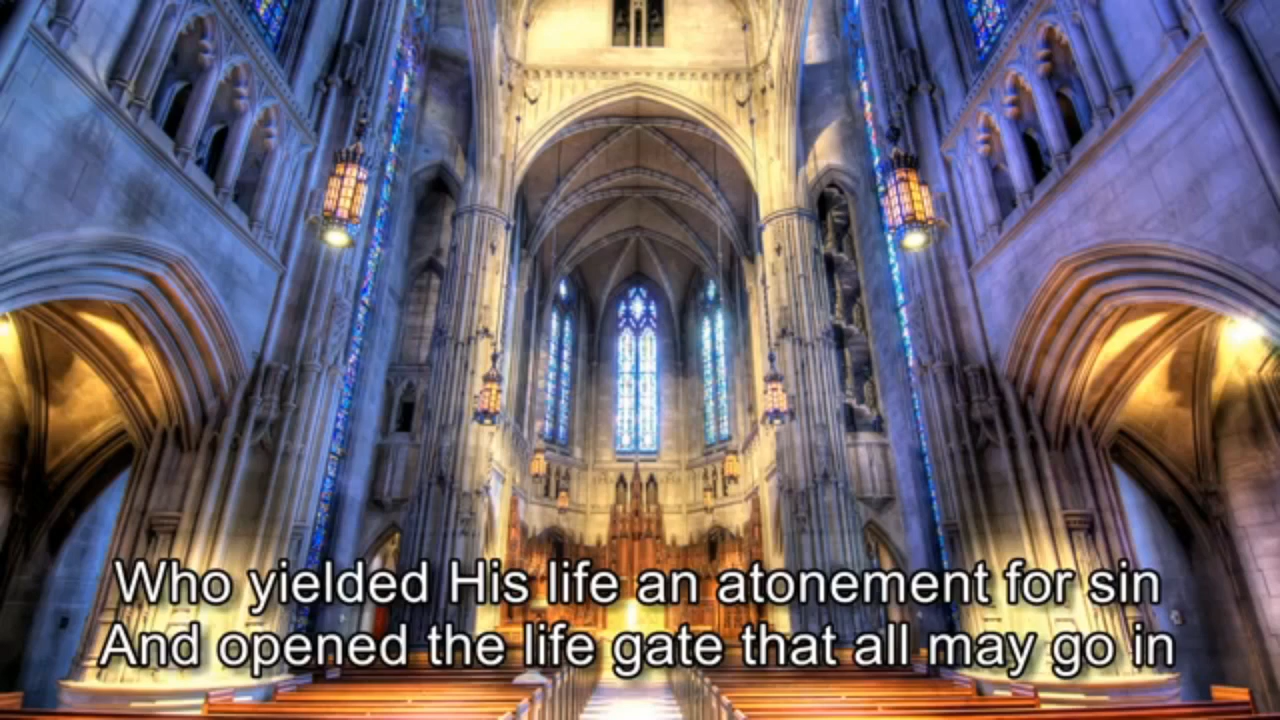 Who yielded His life an atonement for sin
And opened the life gate that all may go in